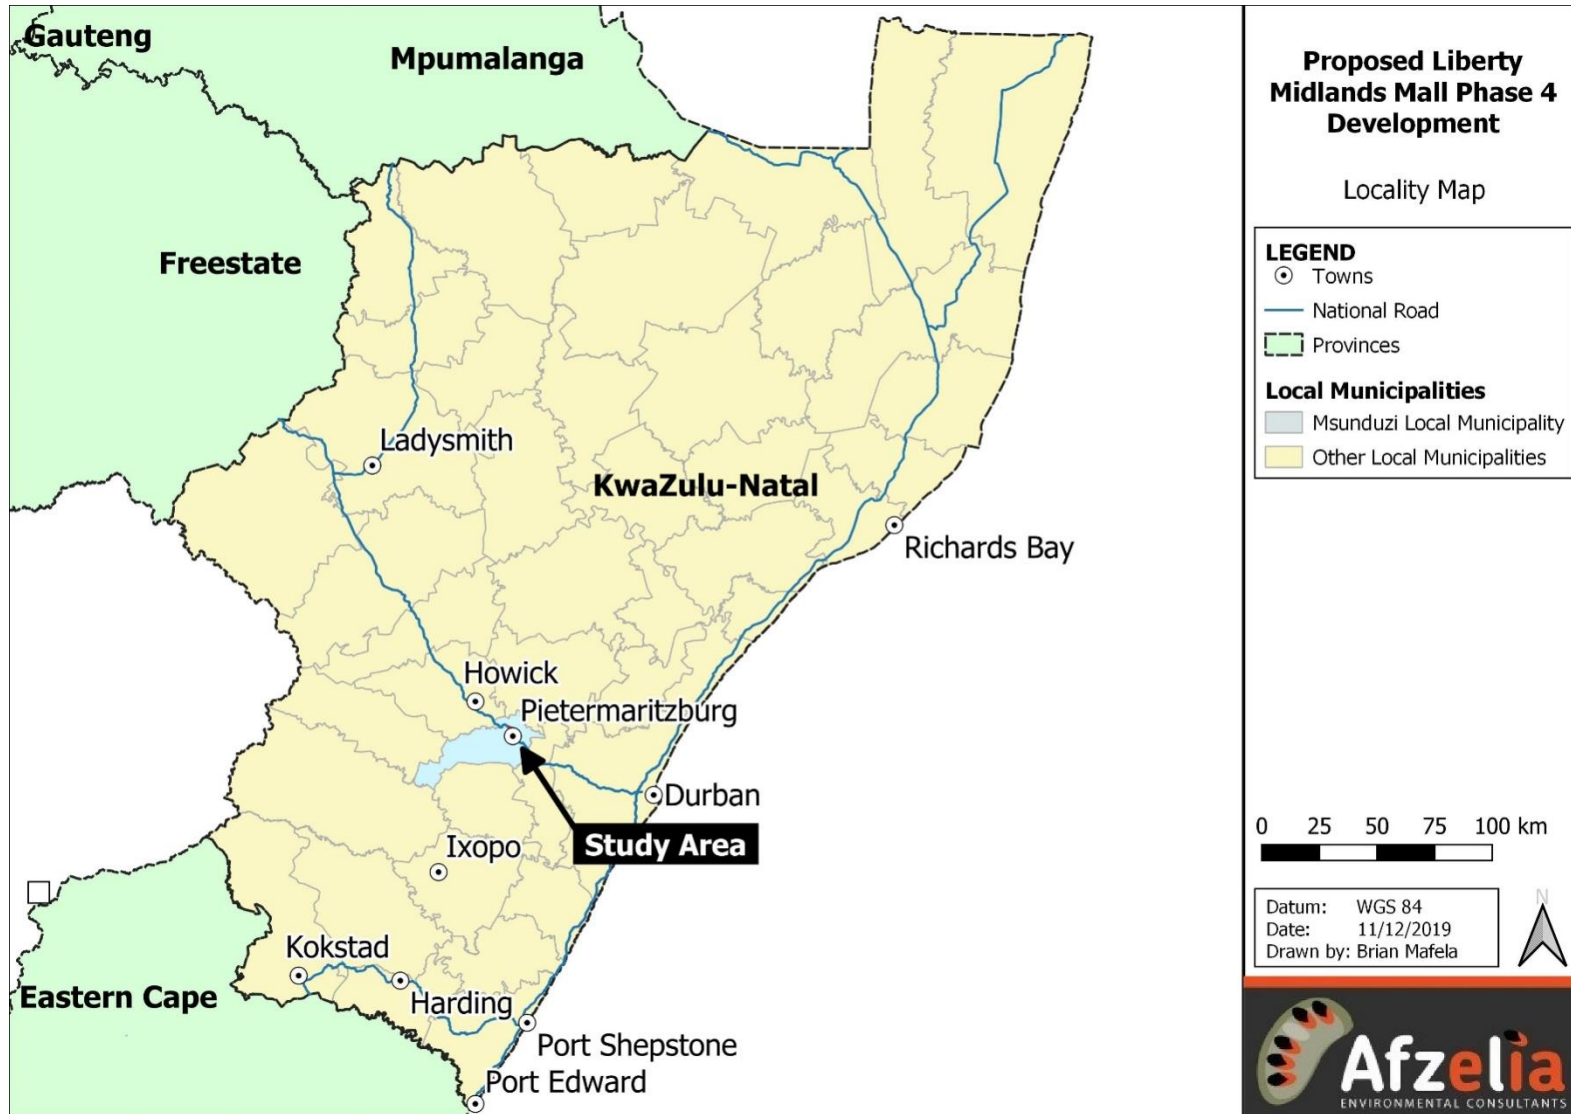 Gauteng
Mpumalanga
Freestate
Ladysmith
KwaZulu-Natal
Richards Bay
Howick
Pietermaritzburg
Durban
Study Area
Ixopo
Kokstad
Harding
Eastern Cape
Port Shepstone
Port Edward
Proposed Liberty
Midlands Mall Phase 4
Development
Locality Map
LEGEND
Towns
National Road
Provinces
Local Municipalities
Msunduzi Local Municipality
Other Local Municipalities
0 25 50 75 100 km
Datum: WGS 84
Date: 11/12/2019
Drawn by: Brian Mafela
N
Afzelia
ENVIRONMENTAL CONSULTANTS